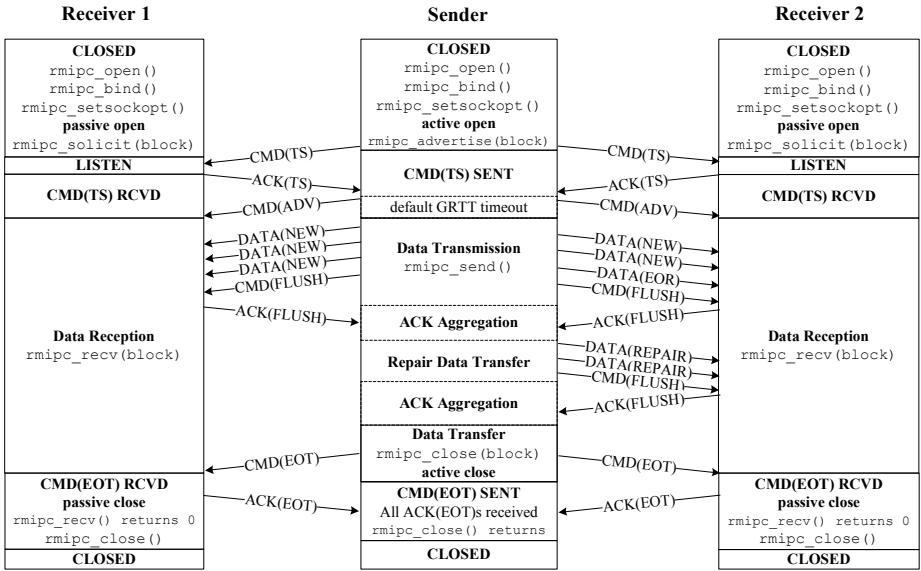 Receiver 1
Sender
Receiver 2
CLOSED
rmipc_open()
rmipc_bind()
rmipc_setsockopt()
passive open
rmipc_solicit(block)
LISTEN
CMD(TS) RCVD
Data Reception
rmipc_recv(block)
CMD(EOT) RCVD
passive close
rmipc_recv() returns 0
rmipc_close()
CLOSED
CMD(TS)
ACK(TS)
CMD(ADV)
DATA(NEW)
DATA(NEW)
DATA(NEW)
CMD(FLUSH)
ACK(FLUSH)
CMD(EOT)
ACK(EOT)
CLOSED
rmipc_open()
rmipc_bind()
rmipc_setsockopt()
active open
rmipc_advertise(block)
CMD(TS) SENT
default GRTT timeout
Data Transmission
rmipc_send()
ACK Aggregation
Repair Data Transfer
ACK Aggregation
Data Transfer
rmipc_close(block)
active close
CMD(EOT) SENT
All ACK(EOT)s received
rmipc_close() returns
CLOSED
CMD(TS)
ACK(TS)
CMD(ADV)
DATA(NEW)
DATA(NEW)
DATA(EOR)
CMD(FLUSH)
ACK(FLUSH)
DATA(REPAIR)
DATA(REPAIR)
CMD(FLUSH)
ACK(FLUSH)
CMD(EOT)
ACK(EOT)
CLOSED
rmipc_open()
rmipc_bind()
rmipc_setsockopt()
passive open
rmipc_solicit(block)
LISTEN
CMD(TS) RCVD
Data Reception
rmipc_recv(block)
CMD(EOT) RCVD
passive close
rmipc_recv() returns 0
rmipc_close()
CLOSED